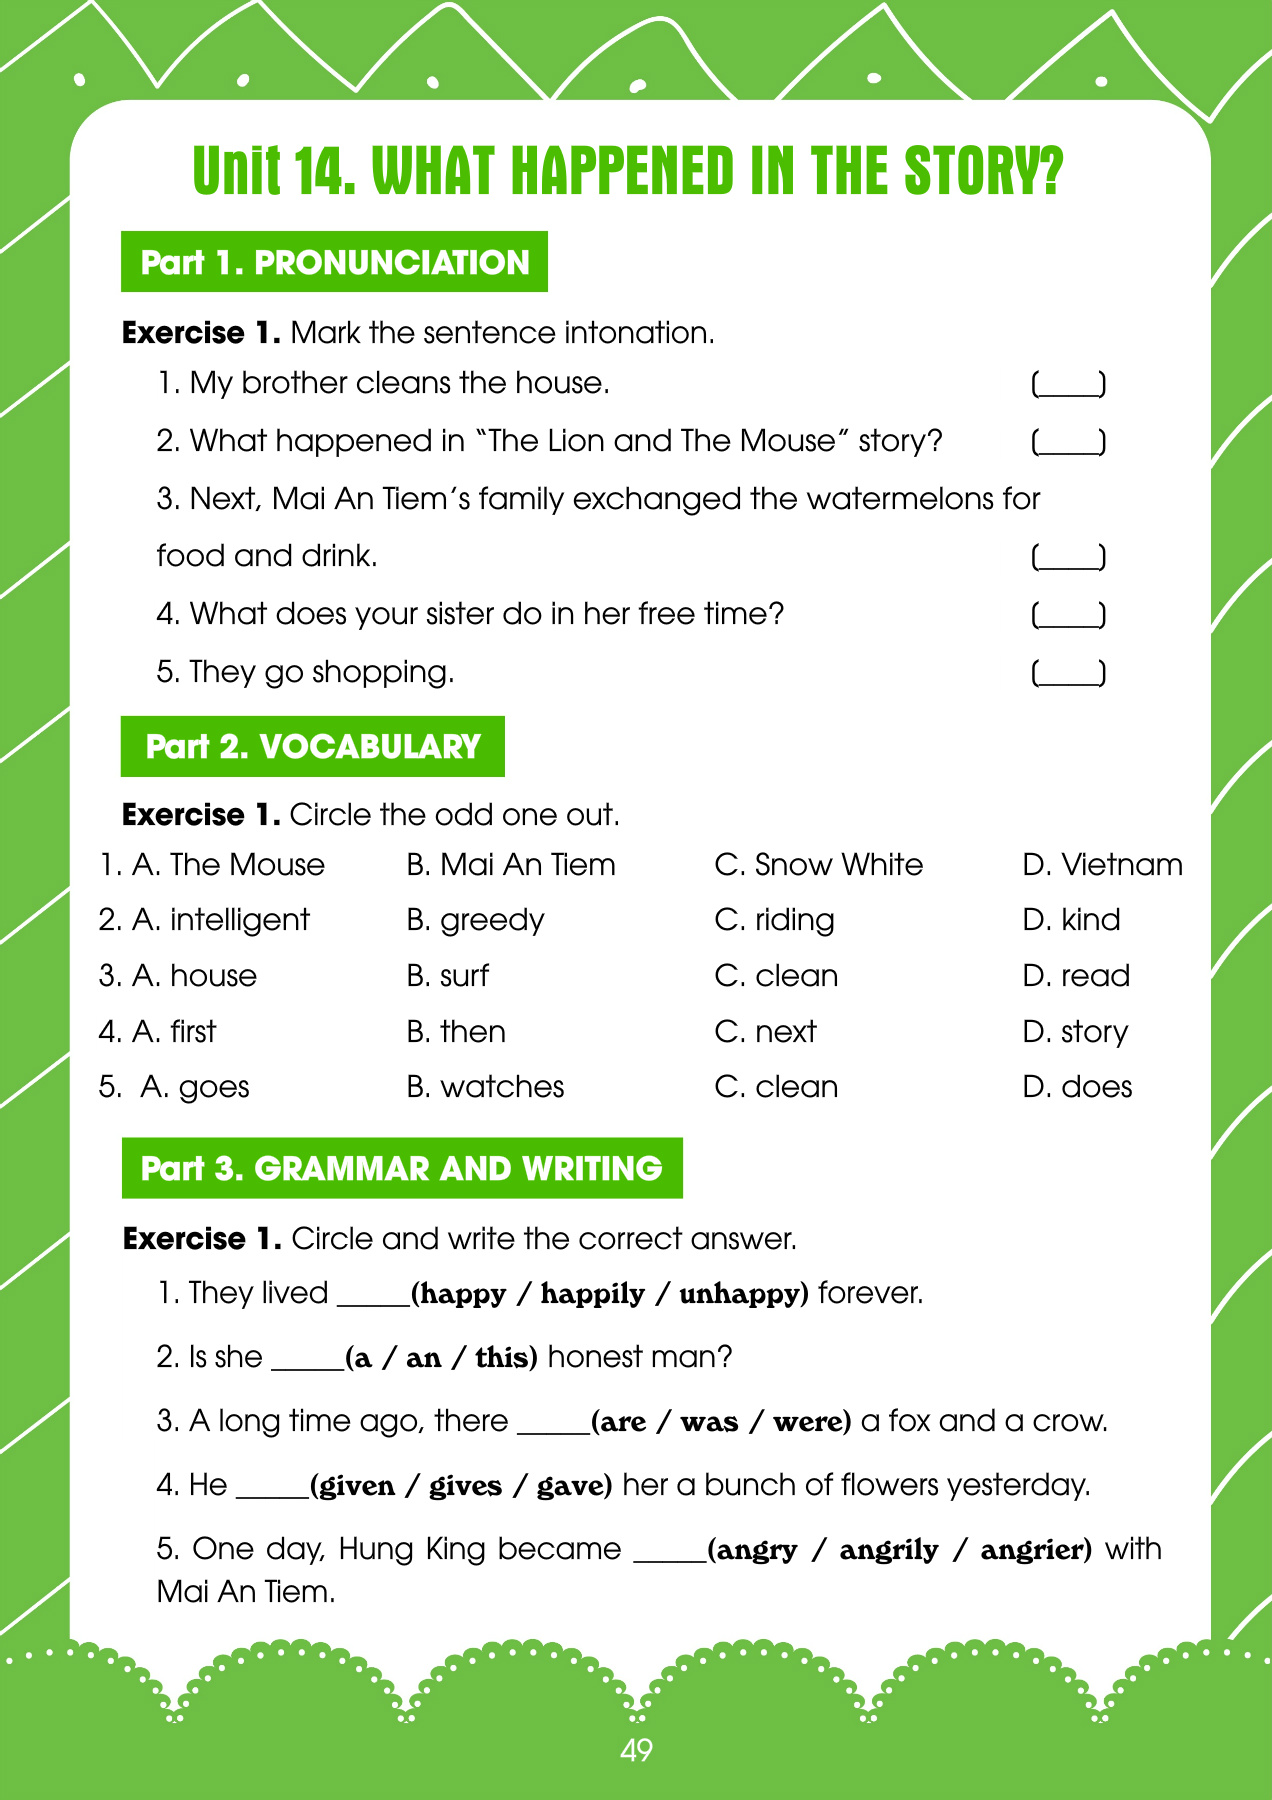 Unit 14. WHAT HAPPENED IN THE STORY?
Part 1. PRONUNCIATION
Exercise 1. Mark the sentence intonation.
1. My brother cleans the house. (____)
2. What happened in “The Lion and The Mouse” story? (____)
3. Next, Mai An Tiem’s family exchanged the watermelons for
food and drink. (____)
4. What does your sister do in her free time? (____)
5. They go shopping. (____)
Part 2. VOCABULARY
Exercise 1. Circle the odd one out.
1. A. The Mouse B. Mai An Tiem C. Snow White D. Vietnam
2. A. intelligent B. greedy C. riding D. kind
3. A. house B. surf C. clean D. read
4. A. first B. then C. next D. story
5. A. goes B. watches C. clean D. does
Part 3. GRAMMAR AND WRITING
Exercise 1. Circle and write the correct answer.
1. They lived _____(happy / happily / unhappy) forever.
2. Is she _____(a / an / this) honest man?
3. A long time ago, there _____(are / was / were) a fox and a crow.
4. He _____(given / gives / gave) her a bunch of flowers yesterday.
5. One day, Hung King became _____(angry / angrily / angrier) with
Mai An Tiem.
49